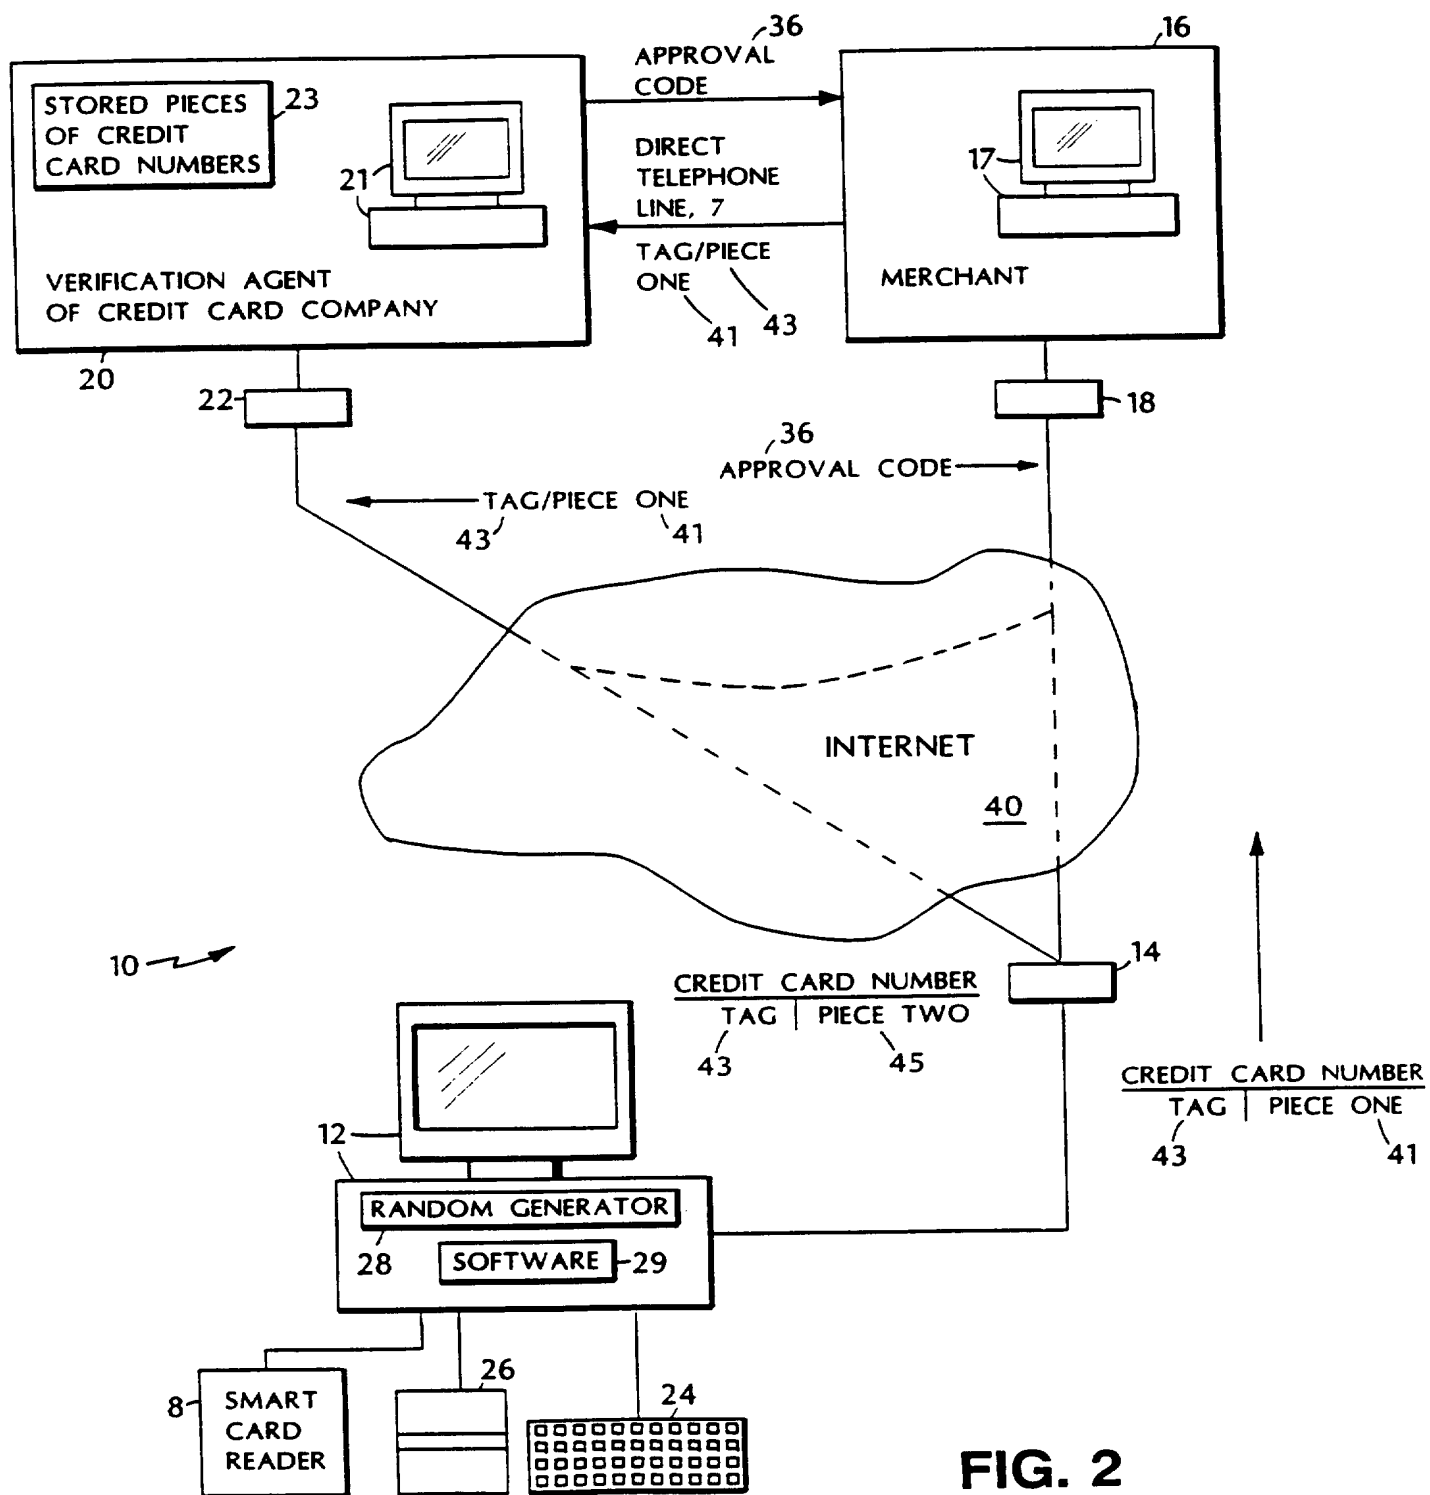 36
APPROVAL
CODE
16
STORED PIECES
OF CREDIT
CARD NUMBERS
23
21
17
DIRECT
TELEPHONE
LINE, 7
TAG/PIECE
ONE
41
43
VERIFICATION AGENT
OF CREDIT CARD COMPANY
MERCHANT
20
22
18
36
APPROVAL CODE
TAG/PIECE ONE
43
41
INTERNET
40
10
14
CREDIT CARD NUMBER
TAG PIECE TWO
43
45
CREDIT CARD NUMBER
TAG PIECE ONE
43
41
12
RANDOM GENERATOR
28
SOFTWARE
29
8
SMART
CARD
READER
26
24
FIG. 2